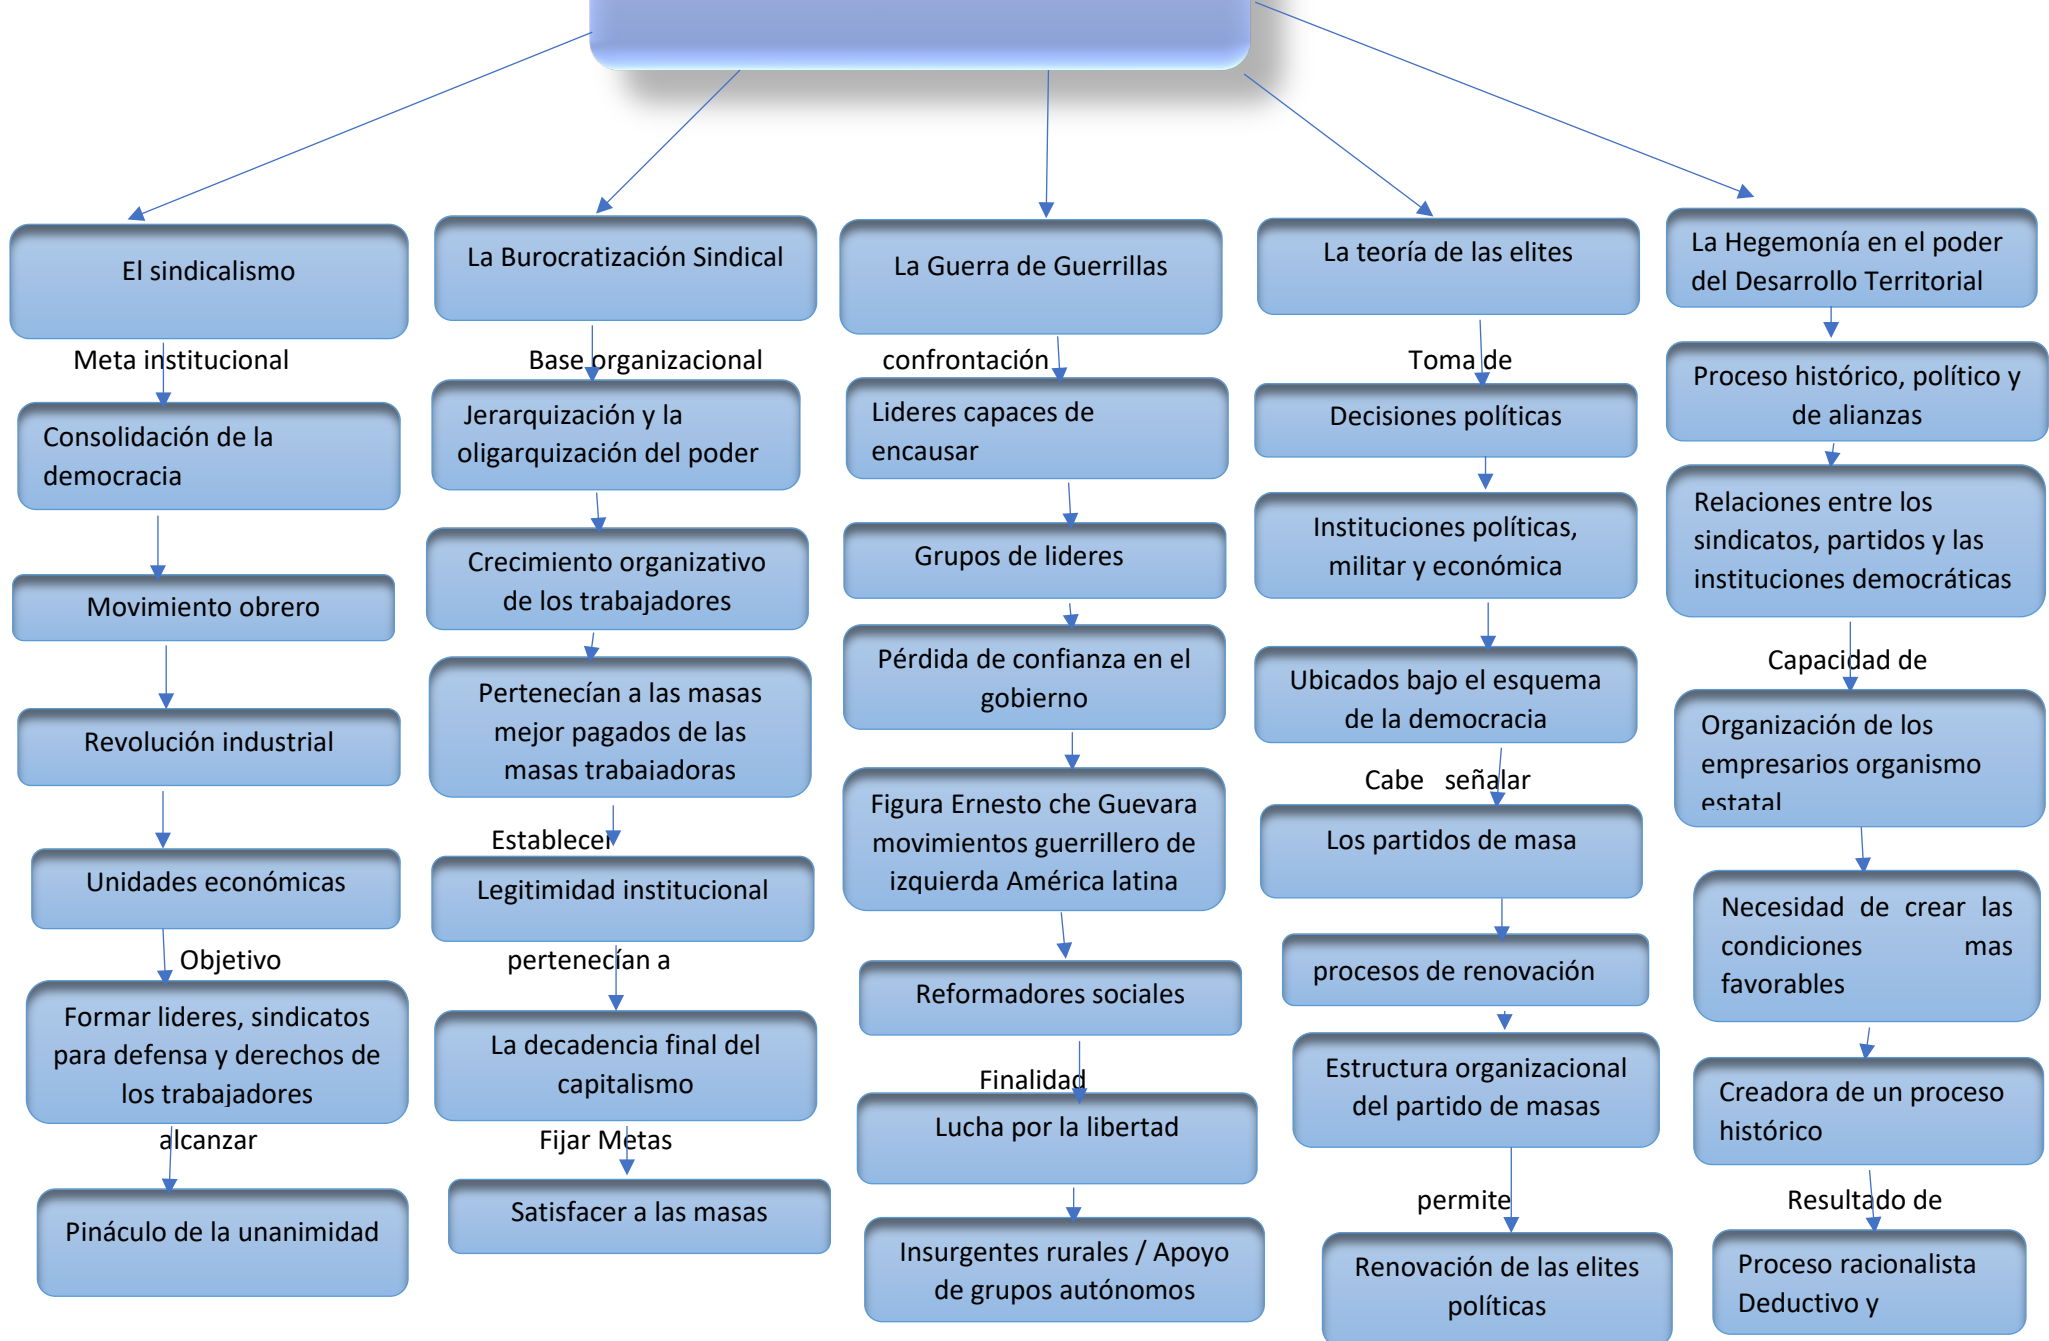 El sindicalismo
Meta institucional
Consolidación de la
democracia
Movimiento obrero
Revolución industrial
Unidades económicas
Objetivo
Formar lideres, sindicatos
para defensa y derechos de
los trabajadores
alcanzar
Pináculo de la unanimidad
La Burocratización Sindical
Base organizacional
Jerarquización y la
oligarquización del poder
Crecimiento organizativo
de los trabajadores
Pertenecían a las masas
mejor pagados de las
masas trabajadoras
Establecer
Legitimidad institucional
pertenecían a
La decadencia final del
capitalismo
Fijar Metas
Satisfacer a las masas
La Guerra de Guerrillas
confrontación
Lideres capaces de
encausar
Grupos de lideres
Pérdida de confianza en el
gobierno
Figura Ernesto che Guevara
movimientos guerrillero de
izquierda América latina
Reformadores sociales
Finalidad
Lucha por la libertad
Insurgentes rurales / Apoyo
de grupos autónomos
La teoría de las elites
Toma de
Decisiones políticas
Instituciones políticas,
militar y económica
Ubicados bajo el esquema
de la democracia
Cabe señalar
Los partidos de masa
procesos de renovación
Estructura organizacional
del partido de masas
permite
Renovación de las elites
políticas
La Hegemonía en el poder
del Desarrollo Territorial
Proceso histórico, político y
de alianzas
Relaciones entre los
sindicatos, partidos y las
instituciones democráticas
Capacidad de
Organización de los
empresarios organismo
estatal
Necesidad de crear las
condiciones mas
favorables
Creadora de un proceso
histórico
Resultado de
Proceso racionalista
Deductivo y